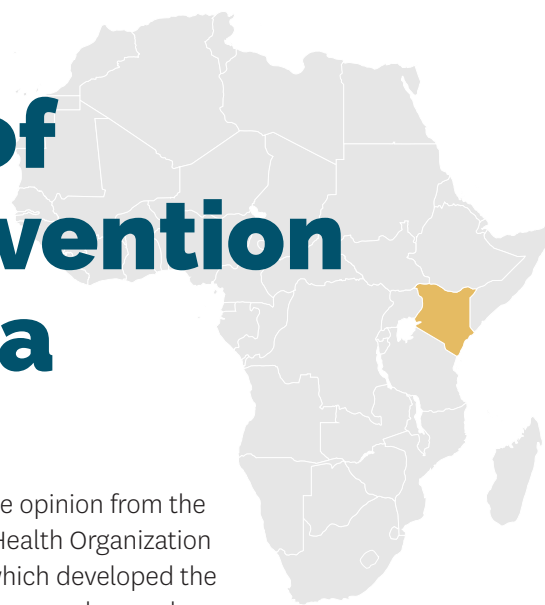 of
vention
a
e opinion from the
Health Organization
which developed the